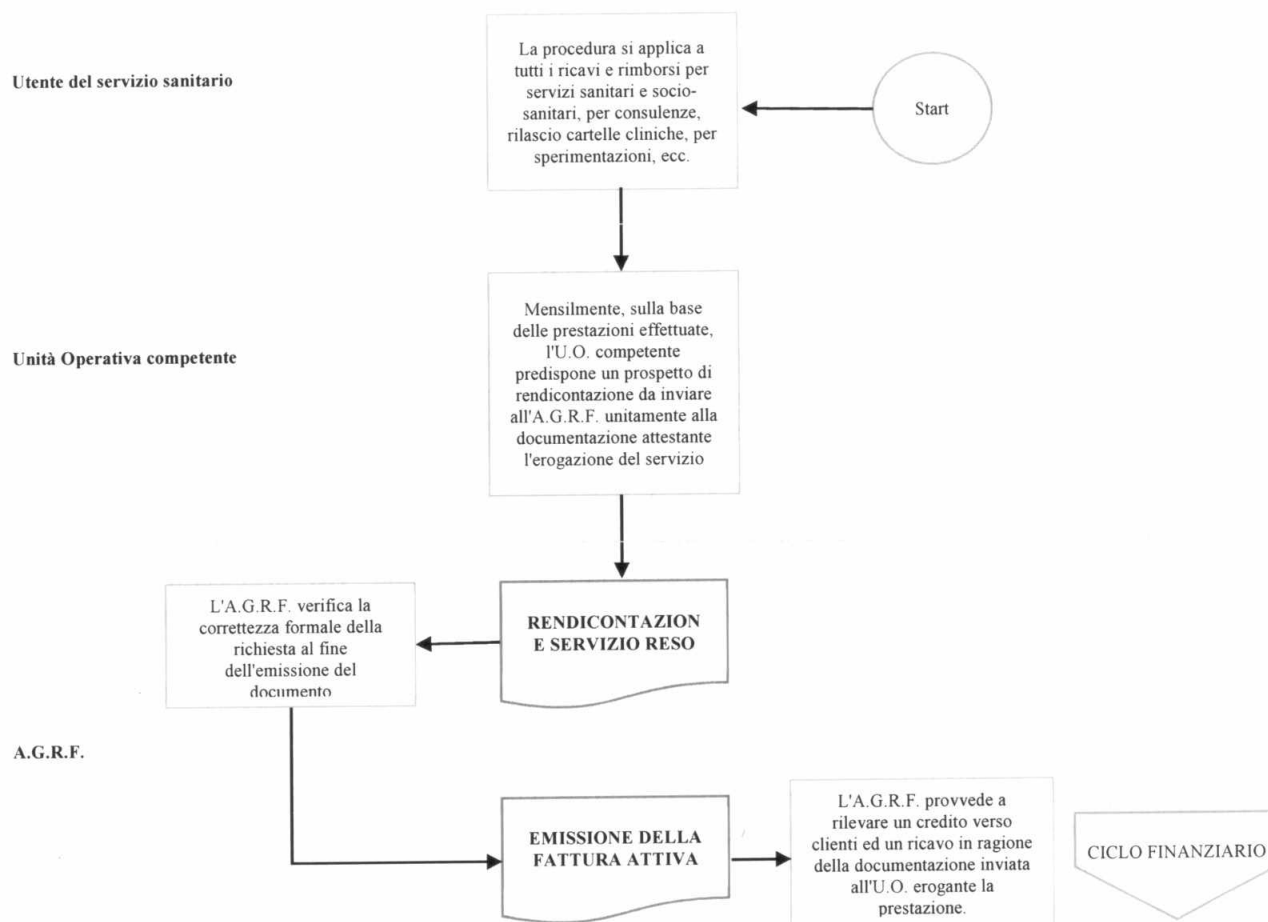 Utente del servizio sanitario
La procedura si applica a
tutti i ricavi e rimborsi per
servizi sanitari e socio-
sanitari, per consulenze,
rilascio cartelle cliniche, per
sperimentazioni, ecc.
Start
Unità Operativa competente
Mensilmente, sulla base
delle prestazioni effettuate,
l'U.O. competente
predispone un prospetto di
rendicontazione da inviare
all'A.G.R.F. unitamente alla
documentazione attestante
l'erogazione del servizio
L'A.G.R.F. verifica la
correttezza formale della
richiesta al fine
dell'emissione del
documento
RENDICONTAZION
E SERVIZIO RESO
A.G.R.F.
EMISSIONE DELLA
FATTURA ATTIVA
L'A.G.R.F. provvede a
rilevare un credito verso
clienti ed un ricavo in ragione
della documentazione inviata
all'U.O. erogante la
prestazione.
CICLO FINANZIARIO